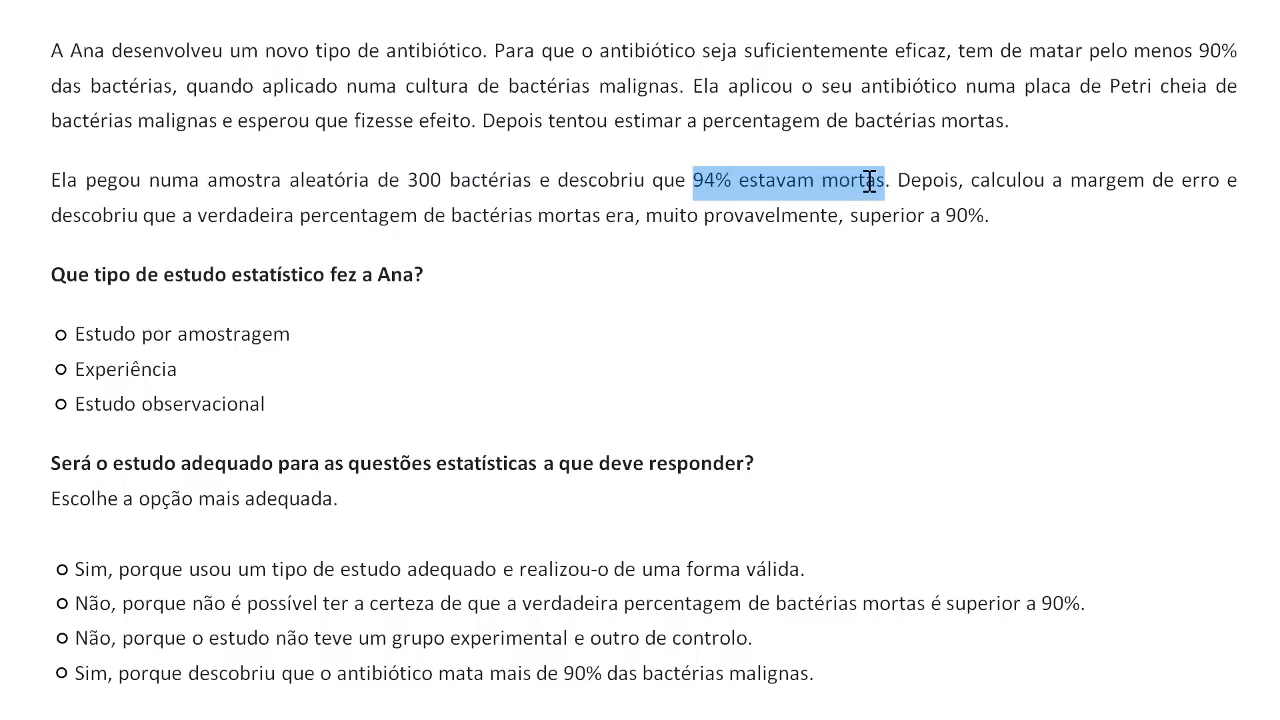 A Ana desenvolveu um novo tipo de antibiótico. Para que o antibiótico seja suficientemente eficaz, tem de matar pelo menos 90%
das bactérias, quando aplicado numa cultura de bactérias malignas. Ela aplicou o seu antibiótico numa placa de Petri cheia de
bactérias malignas e esperou que fizesse efeito. Depois tentou estimar a percentagem de bactérias mortas.
Ela pegou numa amostra aleatória de 300 bactérias e descobriu que 94% estavam mortas. Depois, calculou a margem de erro e
descobriu que a verdadeira percentagem de bactérias mortas era, muito provavelmente, superior a 90%.
Que tipo de estudo estatístico fez a Ana?
Estudo por amostragem
Experiência
Estudo observacional
Será o estudo adequado para as questões estatísticas a que deve responder?
Escolhe a opção mais adequada.
Sim, porque usou um tipo de estudo adequado e realizou-o de uma forma válida.
Não, porque não é possível ter a certeza de que a verdadeira percentagem de bactérias mortas é superior a 90%.
Não, porque o estudo não teve um grupo experimental e outro de controlo.
Sim, porque descobriu que o antibiótico mata mais de 90% das bactérias malignas.